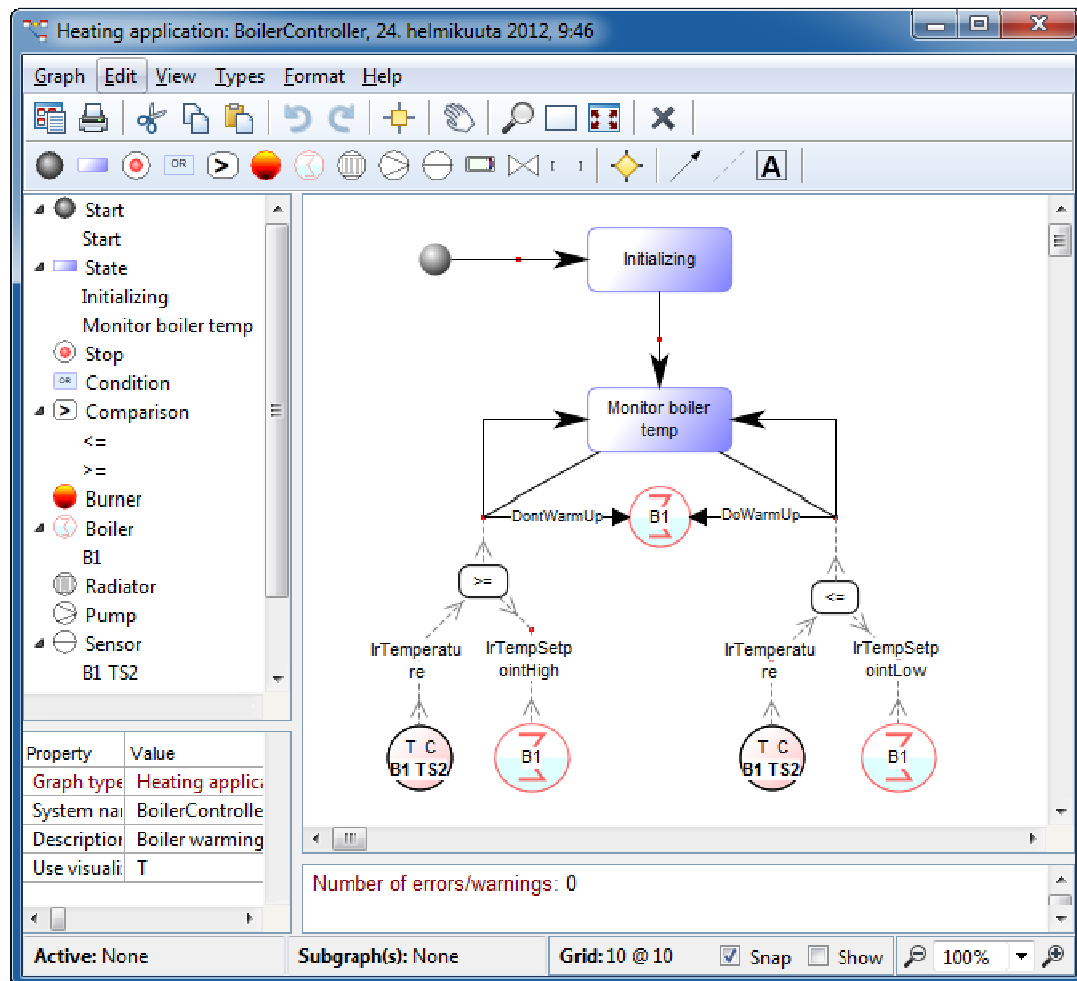 Heating application: BoilerController, 24. helmikuuta 2012, 9:46
Graph Edit View Types Format Help
OR
A
Start
Start
State
Initializing
Monitor boiler temp
Stop
OR Condition
> Comparison
<=
>=
Burner
Boiler
B1
Radiator
Pump
Sensor
B1 TS2
Initializing
Monitor boiler
temp
DontWarmUp
B1
DoWarmUp
>=
<=
IrTemperatu
re
IrTempSetp
ointHigh
IrTemperatu
re
IrTempSetp
ointLow
T C
B1 TS2
B1
T C
B1 TS2
B1
Property Value
Graph type Heating applica
System nai BoilerControlle
Description Boiler warming
Use visuali: T
Number of errors/warnings: 0
Active: None
Subgraph(s): None
Grid: 10 @ 10
Snap
Show
100%